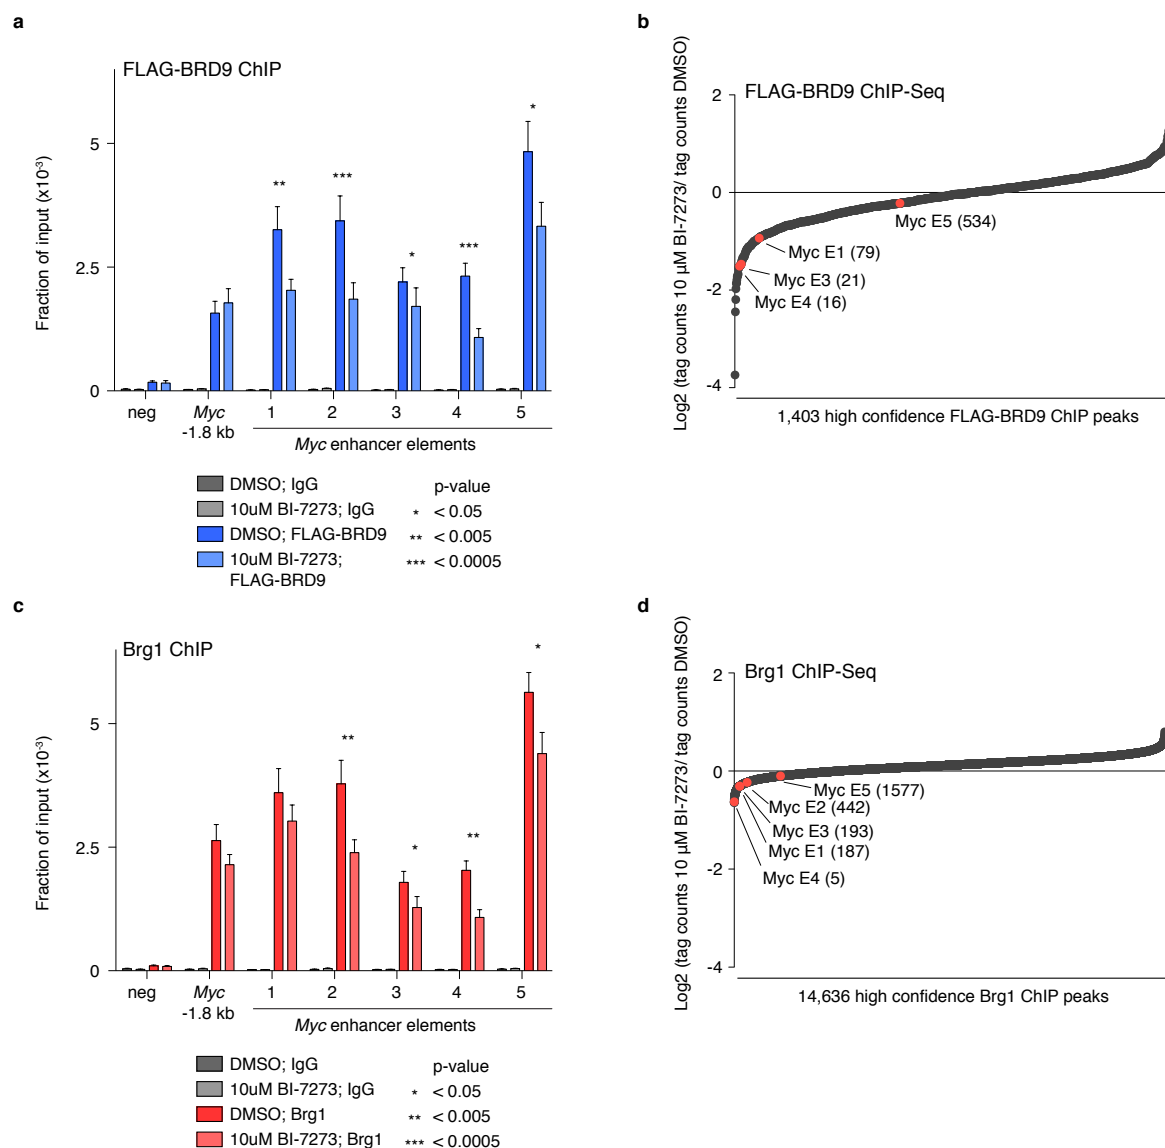 a
FLAG-BRD9 ChIP
Fraction of input (x10-3)
5
2.5
0
**
***
*
***
*
neg
Myc
-1.8 kb
1
2
3
4
5
Myc enhancer elements
DMSO; IgG
10uM BI-7273; IgG
DMSO; FLAG-BRD9
10uM BI-7273;
FLAG-BRD9
p-value
* < 0.05
** < 0.005
*** < 0.0005
b
FLAG-BRD9 ChIP-Seq
Log2 (tag counts 10 µM BI-7273/ tag counts DMSO)
2
0
-2
-4
Myc E5 (534)
Myc E1 (79)
Myc E3 (21)
Myc E4 (16)
1,403 high confidence FLAG-BRD9 ChIP peaks
c
Brg1 ChIP
Fraction of input (x10-3)
5
2.5
0
**
*
**
*
neg
Myc
-1.8 kb
1
2
3
4
5
Myc enhancer elements
DMSO; IgG
10uM BI-7273; IgG
DMSO; Brg1
10uM BI-7273; Brg1
p-value
* < 0.05
** < 0.005
*** < 0.0005
d
Brg1 ChIP-Seq
Log2 (tag counts 10 µM BI-7273/ tag counts DMSO)
2
0
-2
-4
Myc E5 (1577)
Myc E2 (442)
Myc E3 (193)
Myc E1 (187)
Myc E4 (5)
14,636 high confidence Brg1 ChIP peaks